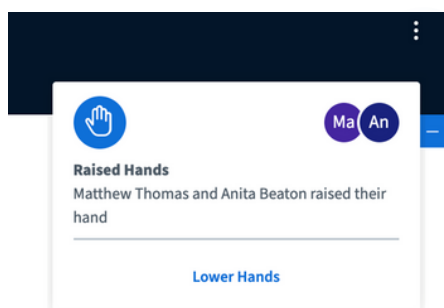 Ma An
Raised Hands
Matthew Thomas and Anita Beaton raised their
hand
Lower Hands